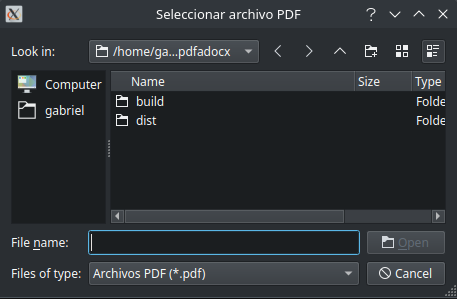 Seleccionar archivo PDF
Look in: /home/ga...pdfadocx
Computer
gabriel
Name Size Type
build Folde
dist Folde
File name: Open
Files of type: Archivos PDF (*.pdf) Cancel